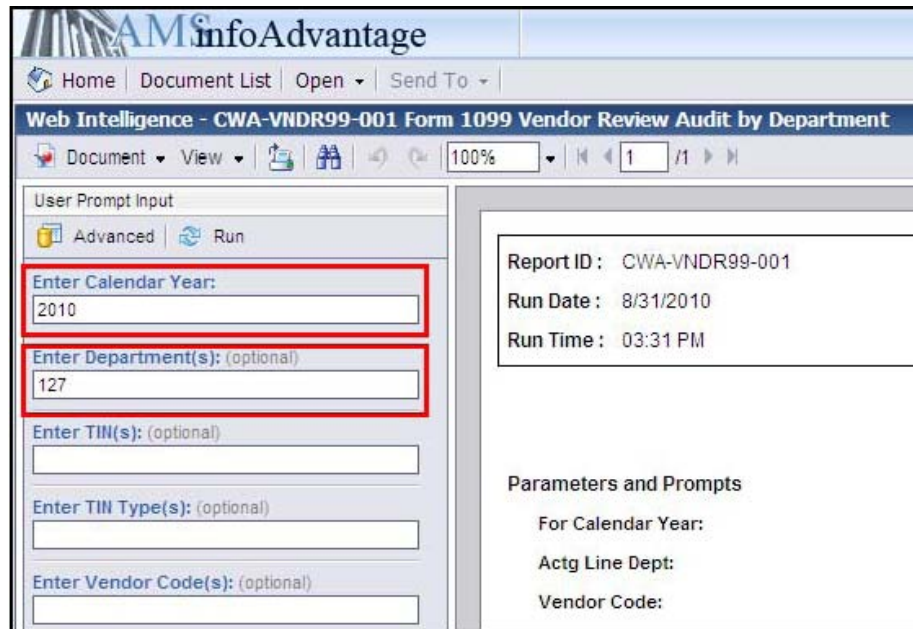 AMS infoAdvantage
Home Document List Open Send To
Web Intelligence - CWA-VNDR99-001 Form 1099 Vendor Review Audit by Department
Document View 100% 1 /1
User Prompt Input
Advanced Run
Enter Calendar Year:
2010
Enter Department(s): (optional)
127
Enter TIN(s): (optional)
Enter TIN Type(s): (optional)
Enter Vendor Code(s): (optional)
Report ID : CWA-VNDR99-001
Run Date : 8/31/2010
Run Time : 03:31 PM
Parameters and Prompts
For Calendar Year:
Actg Line Dept:
Vendor Code: